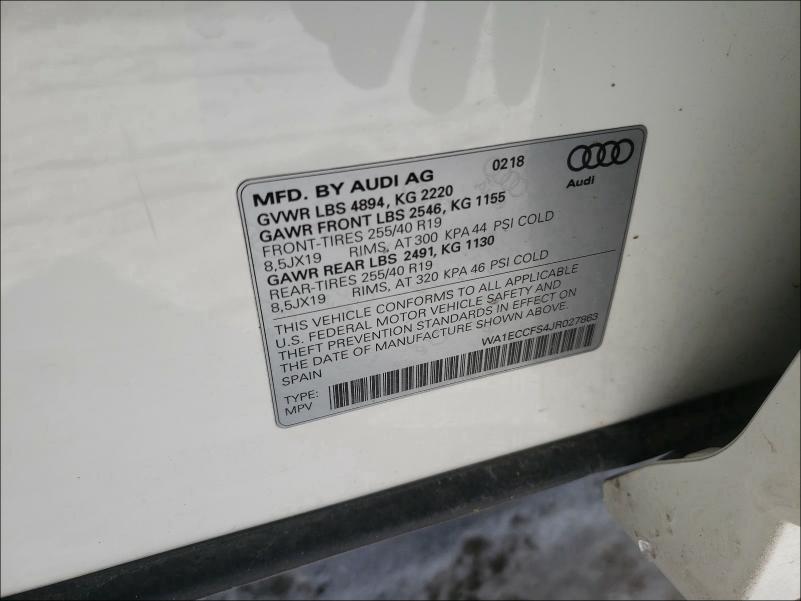 MFD. BY AUDI AG 0218
Audi
GVWR LBS 4894, KG 2220
GAWR FRONT LBS 2546, KG 1155
FRONT-TIRES 255/40 R19
8,5JX19 RIMS, AT 300 KPA 44 PSI COLD
GAWR REAR LBS 2491, KG 1130
REAR-TIRES 255/40 R19
8,5JX19 RIMS, AT 320 KPA 46 PSI COLD
THIS VEHICLE CONFORMS TO ALL APPLICABLE
U.S. FEDERAL MOTOR VEHICLE SAFETY AND
THEFT PREVENTION STANDARDS IN EFFECT ON
THE DATE OF MANUFACTURE SHOWN ABOVE.
SPAIN WA1ECCFS4JR027863
TYPE:
MPV